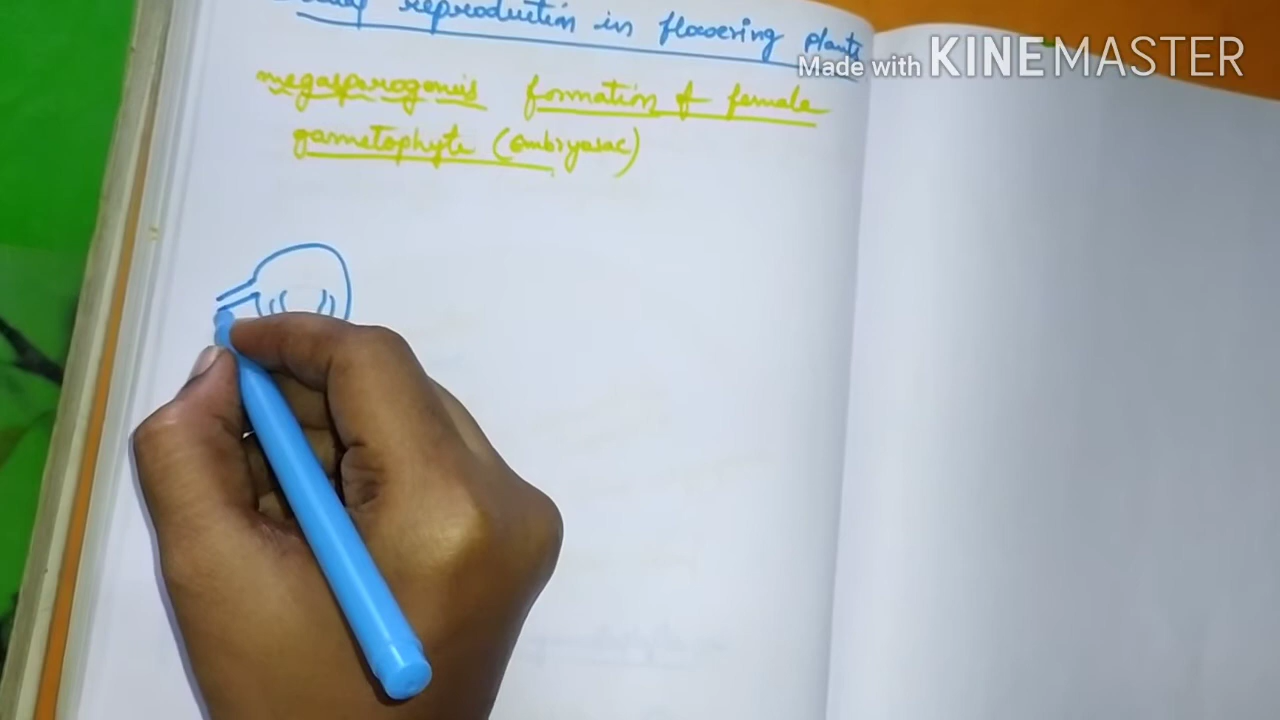 reproduction in flowering plants
Made with KINEMASTER
megasporogenesis formation of female
gametophyte (embryosac)